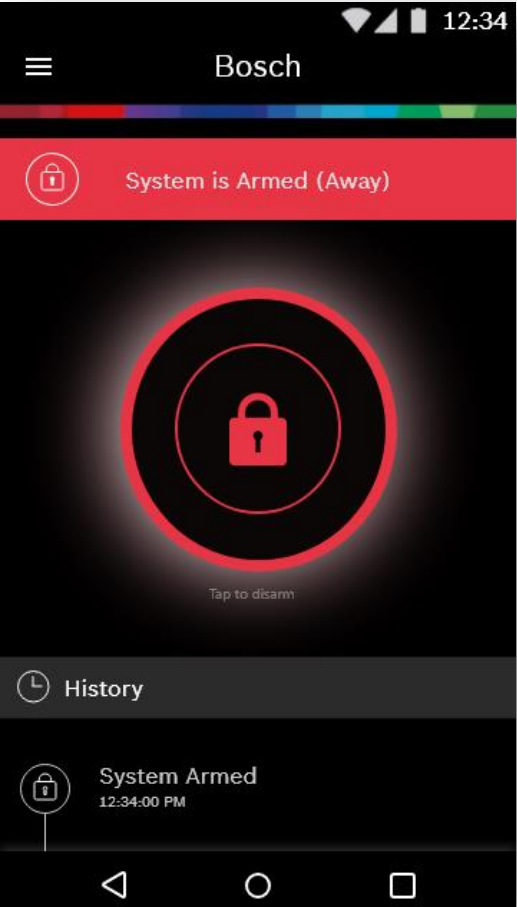 12:34
Bosch
System is Armed (Away)
Tap to disarm
History
System Armed
12:34:00 PM